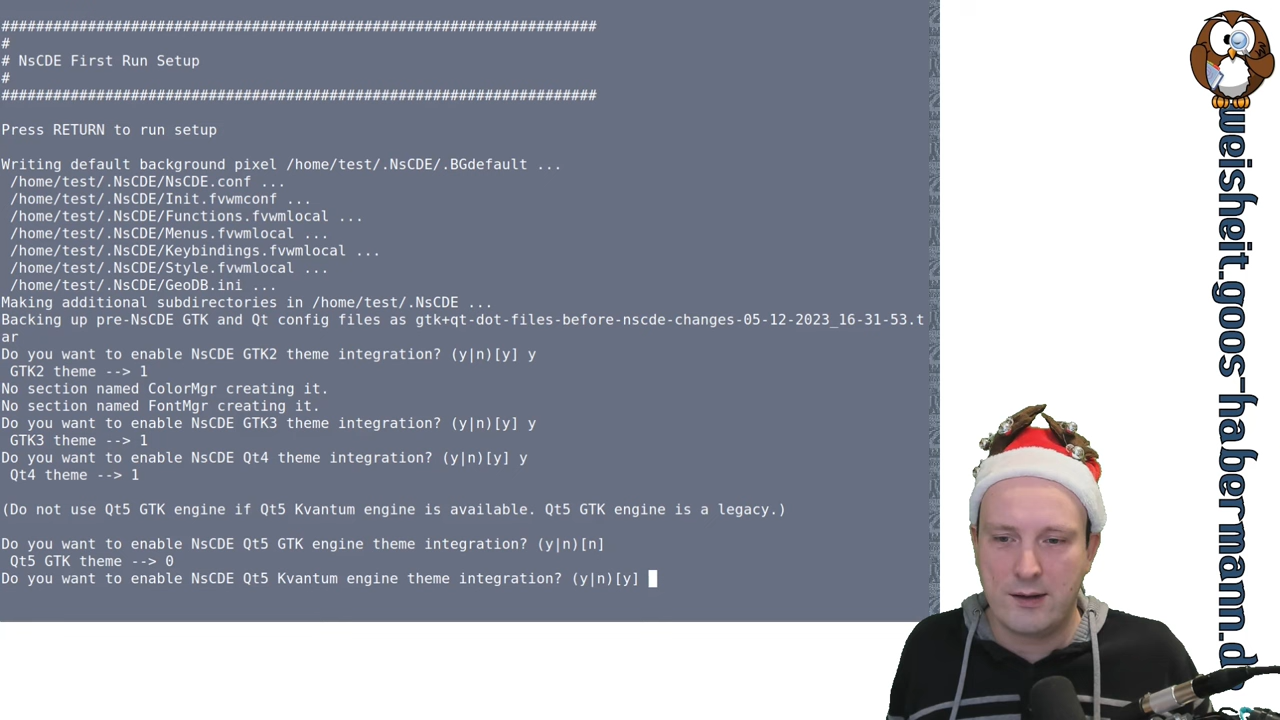 #####################################################################
#
# NsCDE First Run Setup
#
#####################################################################
Press RETURN to run setup
Writing default background pixel /home/test/.NsCDE/.BGdefault ...
/home/test/.NsCDE/NsCDE.conf ...
/home/test/.NsCDE/Init.fvwmconf ...
/home/test/.NsCDE/Functions.fvwmlocal ...
/home/test/.NsCDE/Menus.fvwmlocal ...
/home/test/.NsCDE/Keybindings.fvwmlocal ...
/home/test/.NsCDE/Style.fvwmlocal ...
/home/test/.NsCDE/GeoDB.ini ...
Making additional subdirectories in /home/test/.NsCDE ...
Backing up pre-NsCDE GTK and Qt config files as gtk+qt-dot-files-before-nscde-changes-05-12-2023_16-31-53.t
ar
Do you want to enable NsCDE GTK2 theme integration? (y|n)[y] y
GTK2 theme --> 1
No section named ColorMgr creating it.
No section named FontMgr creating it.
Do you want to enable NsCDE GTK3 theme integration? (y|n)[y] y
GTK3 theme --> 1
Do you want to enable NsCDE Qt4 theme integration? (y|n)[y] y
Qt4 theme --> 1
(Do not use Qt5 GTK engine if Qt5 Kvantum engine is available. Qt5 GTK engine is a legacy.)
Do you want to enable NsCDE Qt5 GTK engine theme integration? (y|n)[n]
Qt5 GTK theme --> 0
Do you want to enable NsCDE Qt5 Kvantum engine theme integration? (y|n)[y]
weisheit.goos-habermann.d